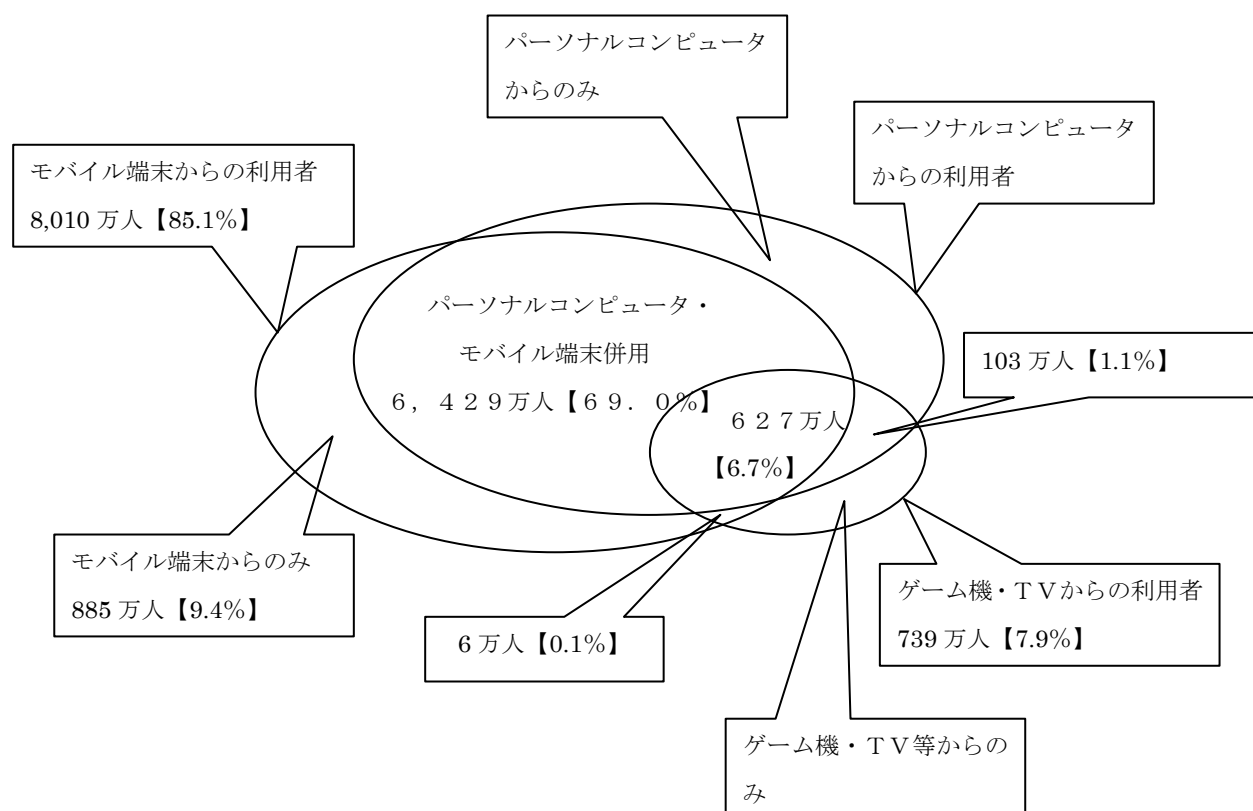 パーソナルコンピュータ
からのみ
パーソナルコンピュータ
からの利用者
モバイル端末からの利用者
8,010 万人【85.1%】
パーソナルコンピュータ・
モバイル端末併用
6，429万人【69．0%】
103 万人【1.1%】
627万人
【6.7%】
モバイル端末からのみ
885 万人【9.4%】
6 万人【0.1%】
ゲーム機・ＴＶからの利用者
739 万人【7.9%】
ゲーム機・ＴＶ等からの
み